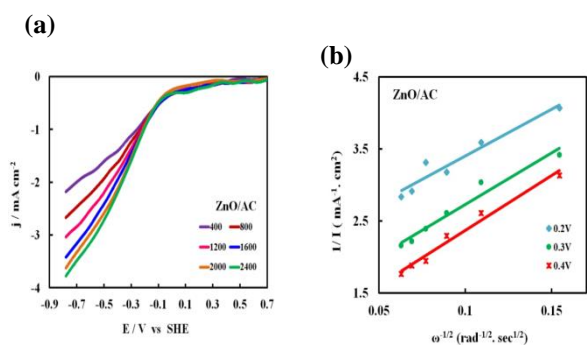 (a)
0
-1
-2
-3
-4
j / mA cm⁻²
ZnO/AC
400 800
1200 1600
2000 2400
-0.9 -0.7 -0.5 -0.3 -0.1 0.1 0.3 0.5 0.7
E / V vs SHE
(b)
4.5
3.5
2.5
1.5
1/ I ( mA⁻¹. cm²)
ZnO/AC
0.2V
0.3V
0.4V
0.05 0.1 0.15
ω⁻¹/² (rad⁻¹/². sec¹/²)